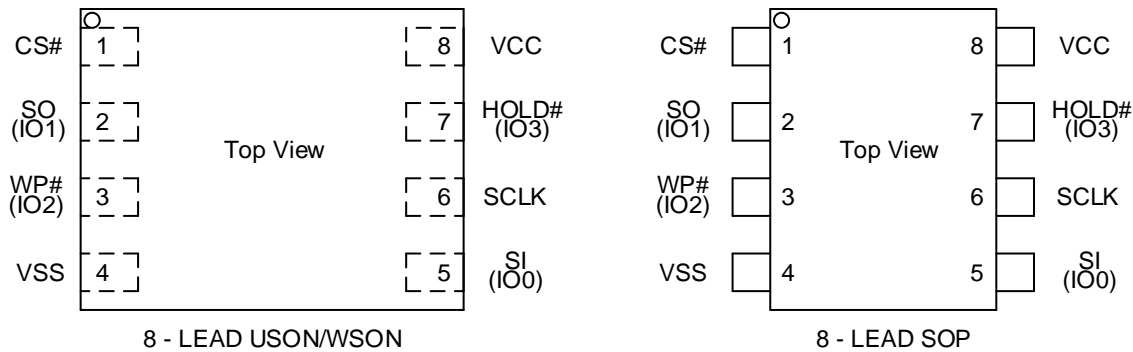 CS# 1 8 VCC
SO
(IO1) 2 7 HOLD#
(IO3)
Top View
WP#
(IO2) 3 6 SCLK
VSS 4 5 SI
(IO0)
8 - LEAD USON/WSON
CS# 1 8 VCC
SO
(IO1) 2 7 HOLD#
(IO3)
Top View
WP#
(IO2) 3 6 SCLK
VSS 4 5 SI
(IO0)
8 - LEAD SOP